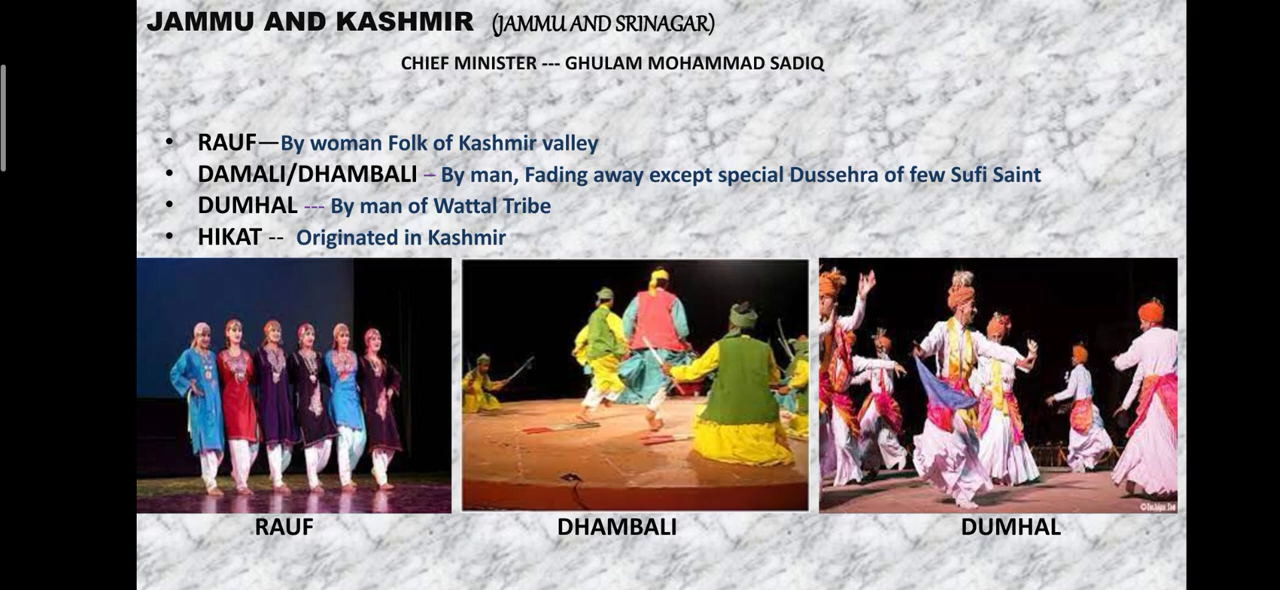 JAMMU AND KASHMIR (JAMMU AND SRINAGAR)
CHIEF MINISTER --- GHULAM MOHAMMAD SADIQ
• RAUF—By woman Folk of Kashmir valley
• DAMALI/DHAMBALI – By man, Fading away except special Dussehra of few Sufi Saint
• DUMHAL --- By man of Wattal Tribe
• HIKAT -- Originated in Kashmir
RAUF DHAMBALI DUMHAL